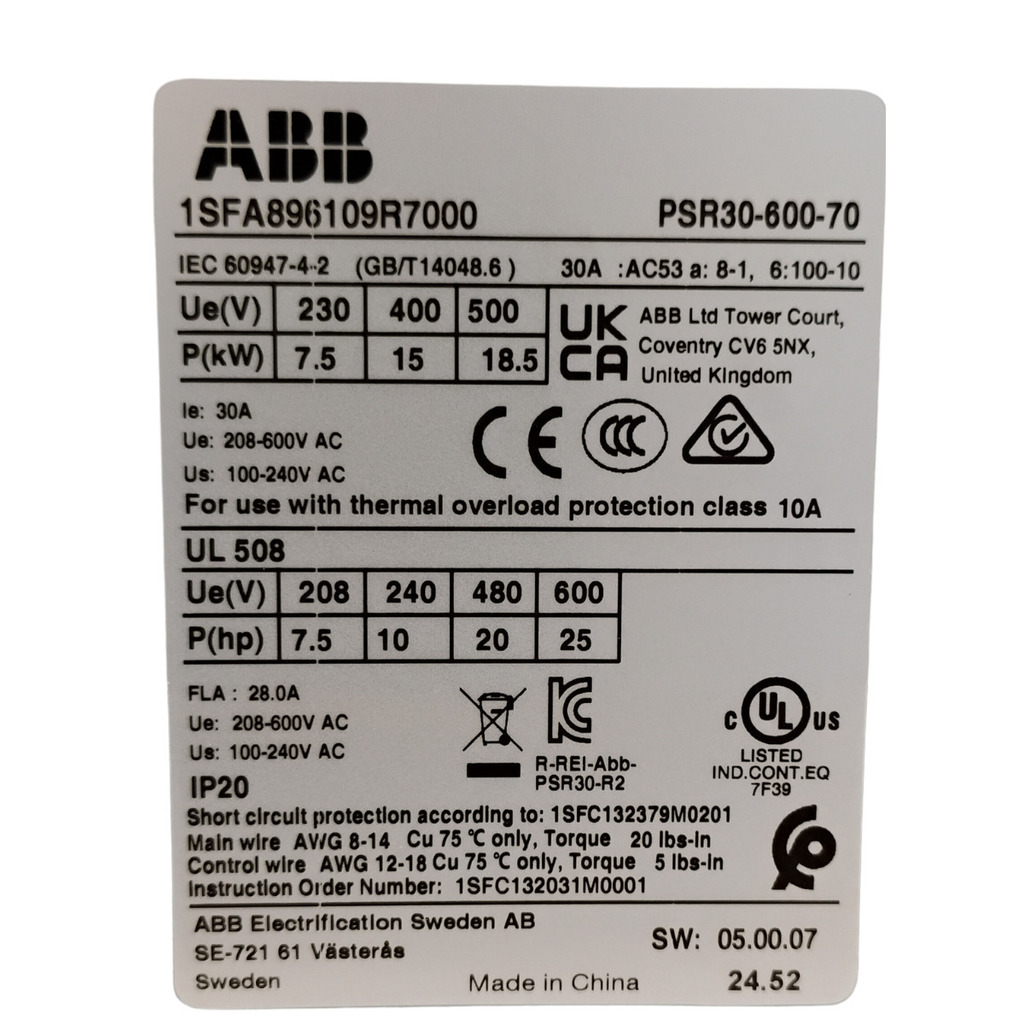 ABB
1SFA896109R7000 PSR30-600-70
IEC 60947-4-2 (GB/T14048.6) 30A :AC53 a: 8-1, 6:100-10
Ue(V) 230 400 500
P(kW) 7.5 15 18.5
UK
CA
ABB Ltd Tower Court,
Coventry CV6 5NX,
United Kingdom
Ie: 30A
Ue: 208-600V AC
Us: 100-240V AC
CE CCC
For use with thermal overload protection class 10A
UL 508
Ue(V) 208 240 480 600
P(hp) 7.5 10 20 25
FLA : 28.0A
Ue: 208-600V AC
Us: 100-240V AC
IP20
KC
R-REI-Abb-
PSR30-R2
C UL US
LISTED
IND.CONT.EQ
7F39
Short circuit protection according to: 1SFC132379M0201
Main wire AWG 8-14 Cu 75 ℃ only, Torque 20 lbs-in
Control wire AWG 12-18 Cu 75 ℃ only, Torque 5 lbs-in
Instruction Order Number: 1SFC132031M0001
ABB Electrification Sweden AB
SE-721 61 Västerås
Sweden
SW: 05.00.07
Made in China 24.52